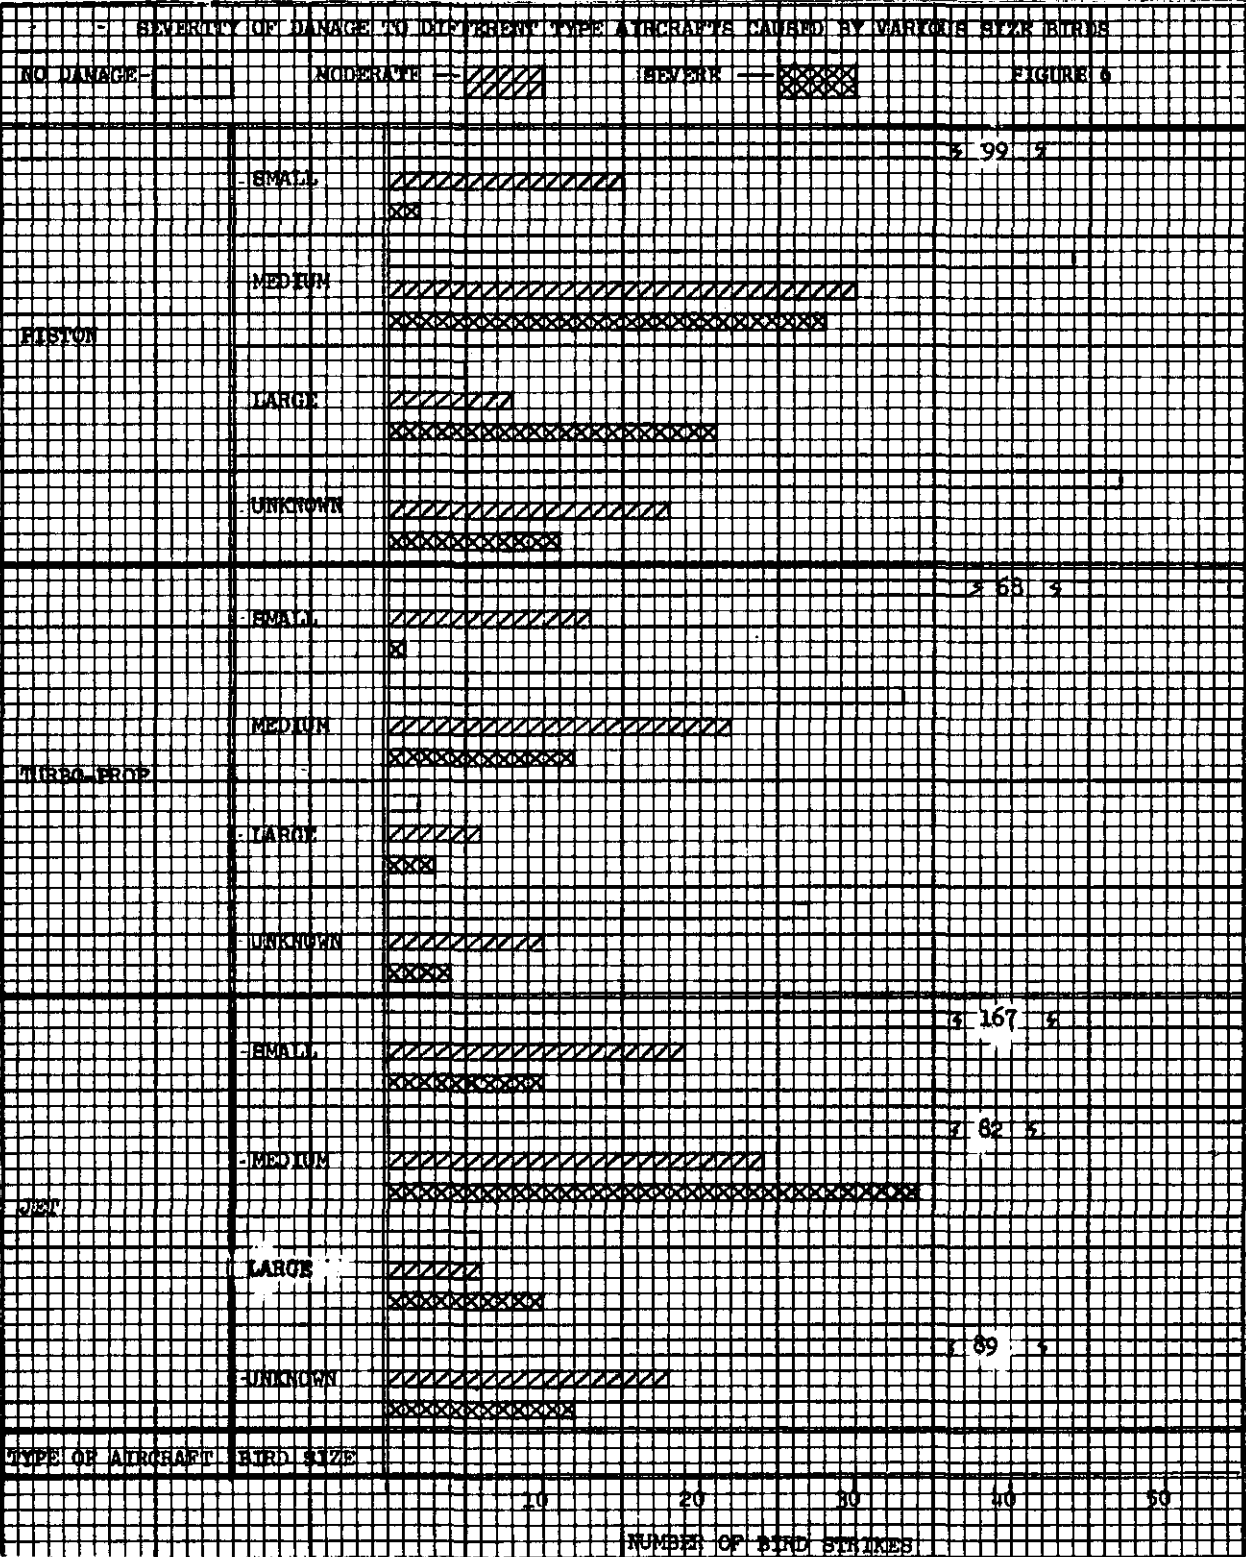 SEVERITY OF DAMAGE TO DIFFERENT TYPE AIRCRAFTS CAUSED BY VARIOUS SIZE BIRDS
NO DAMAGE- MODERATE — SEVERE — FIGURE 6
99
- SMALL
MEDIUM
PISTON
LARGE
UNKNOWN
68
- SMALL
MEDIUM
TURBO-PROP
- LARGE
- UNKNOWN
167
- SMALL
82
- MEDIUM
JET
LARGE
89
-UNKNOWN
TYPE OF AIRCRAFT BIRD SIZE
10 20 30 40 50
NUMBER OF BIRD STRIKES